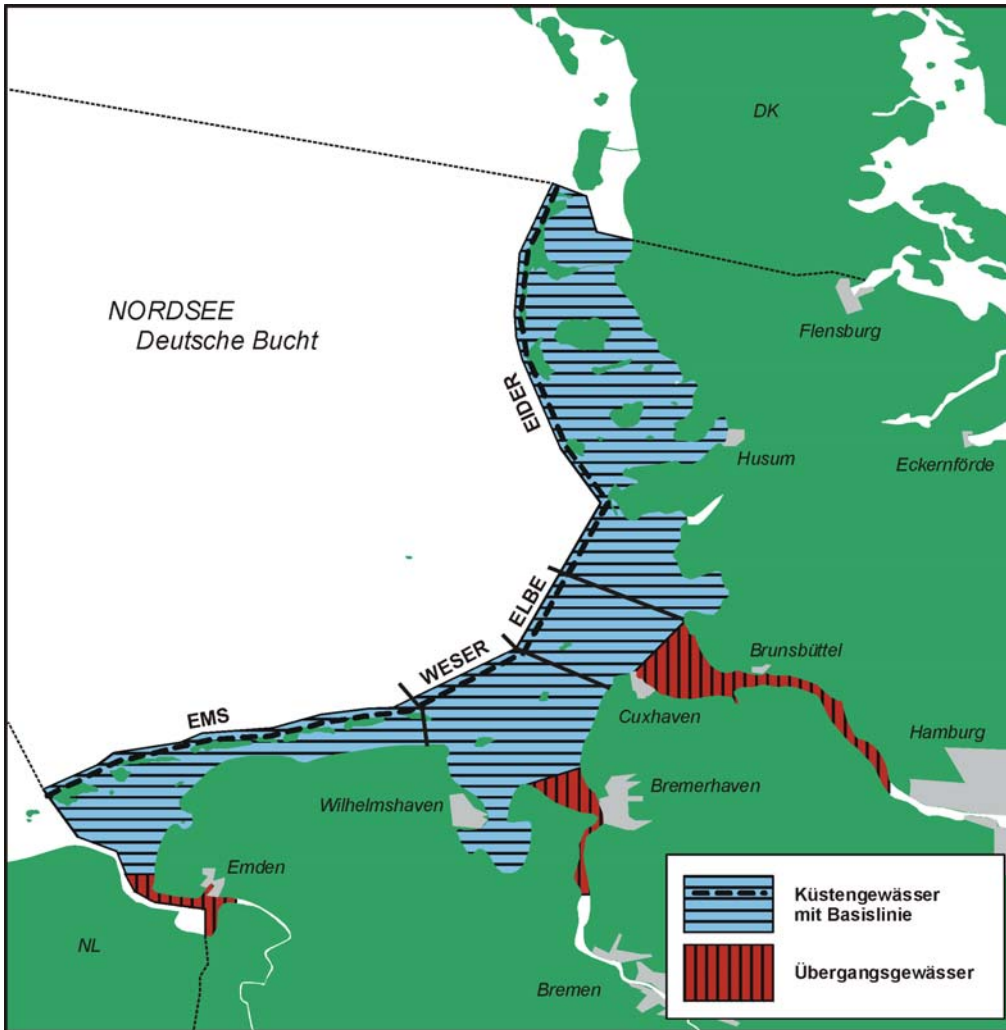 DK
NORDSEE
Deutsche Bucht
Flensburg
EIDER
Husum
Eckernförde
ELBE
WESER
Brunsbüttel
EMS
Cuxhaven
Hamburg
Wilhelmshaven
Bremerhaven
Emden
NL
Bremen
Küstengewässer
mit Basislinie
Übergangsgewässer